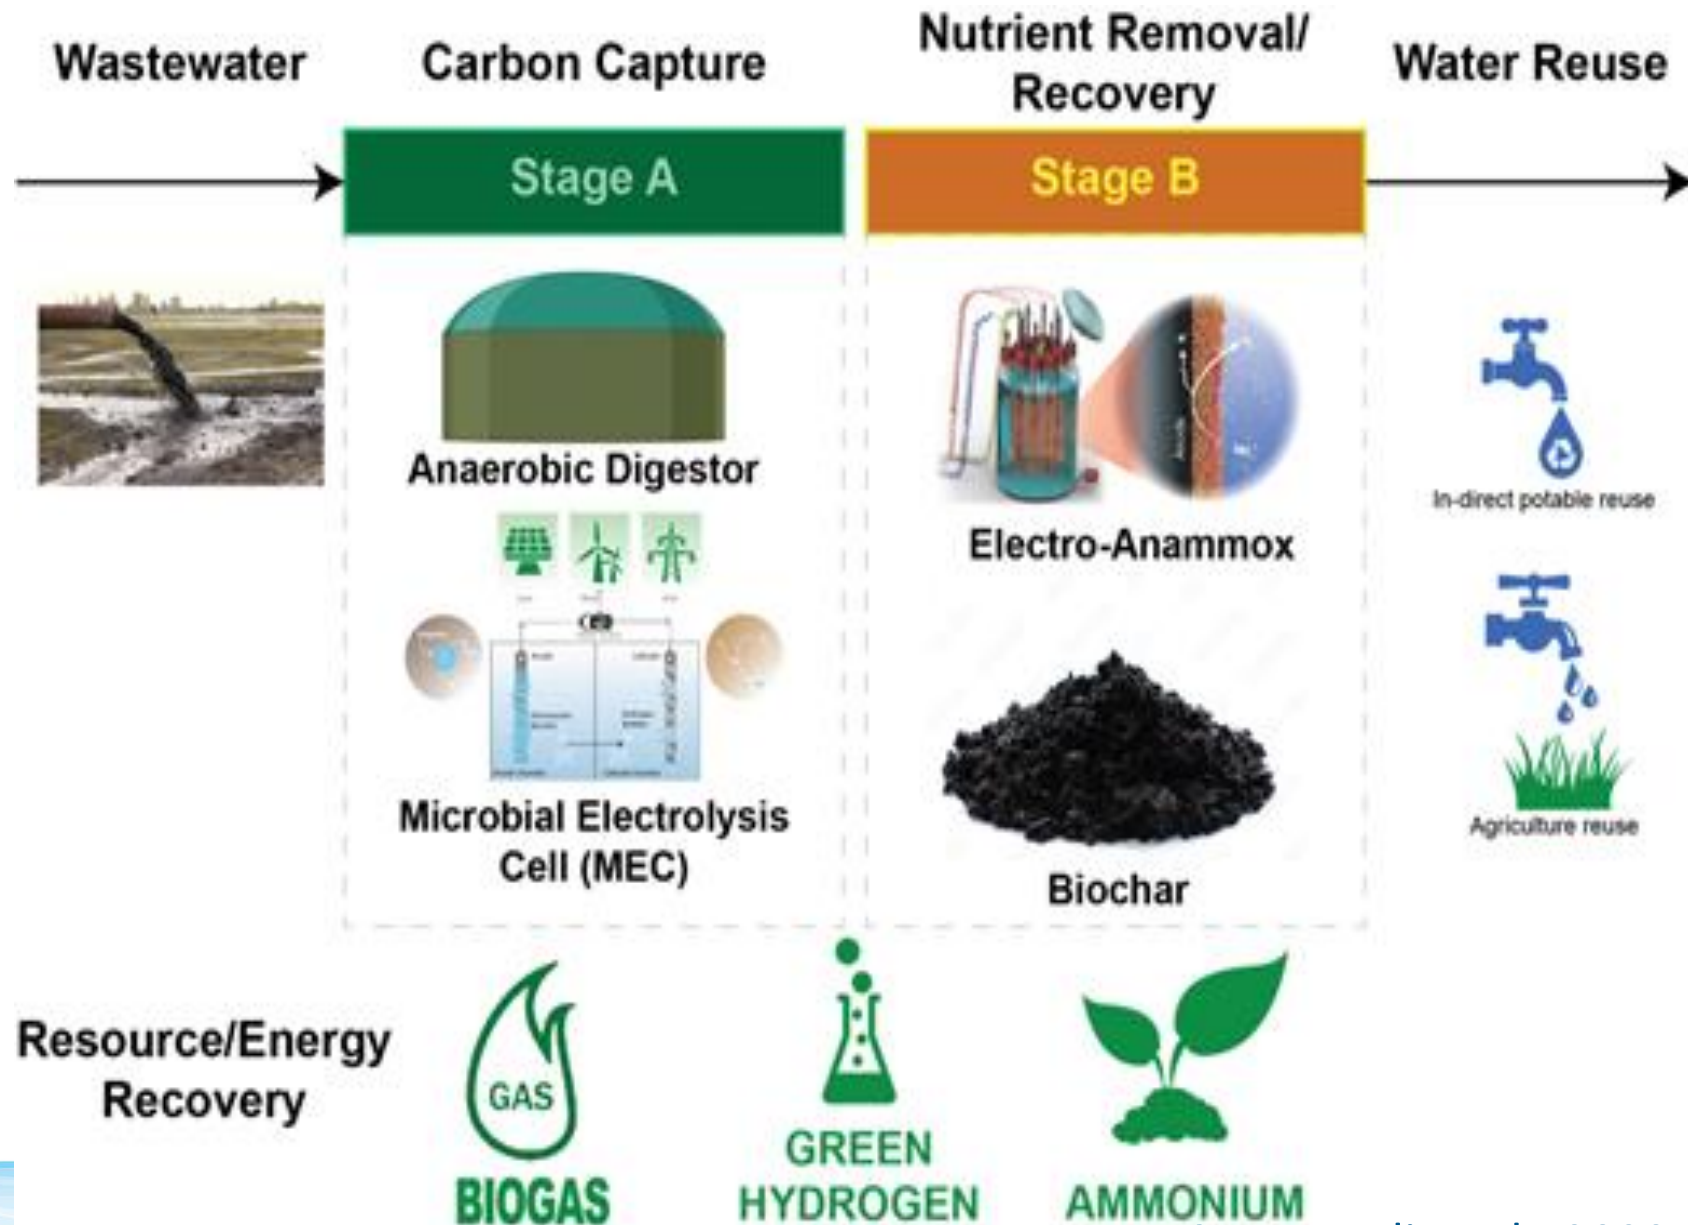 Wastewater
Carbon Capture
Nutrient Removal/
Recovery
Water Reuse
Stage A
Stage B
Anaerobic Digestor
Electro-Anammox
In-direct potable reuse
Microbial Electrolysis
Cell (MEC)
Biochar
Agriculture reuse
Resource/Energy
Recovery
GAS
BIOGAS
GREEN
HYDROGEN
AMMONIUM